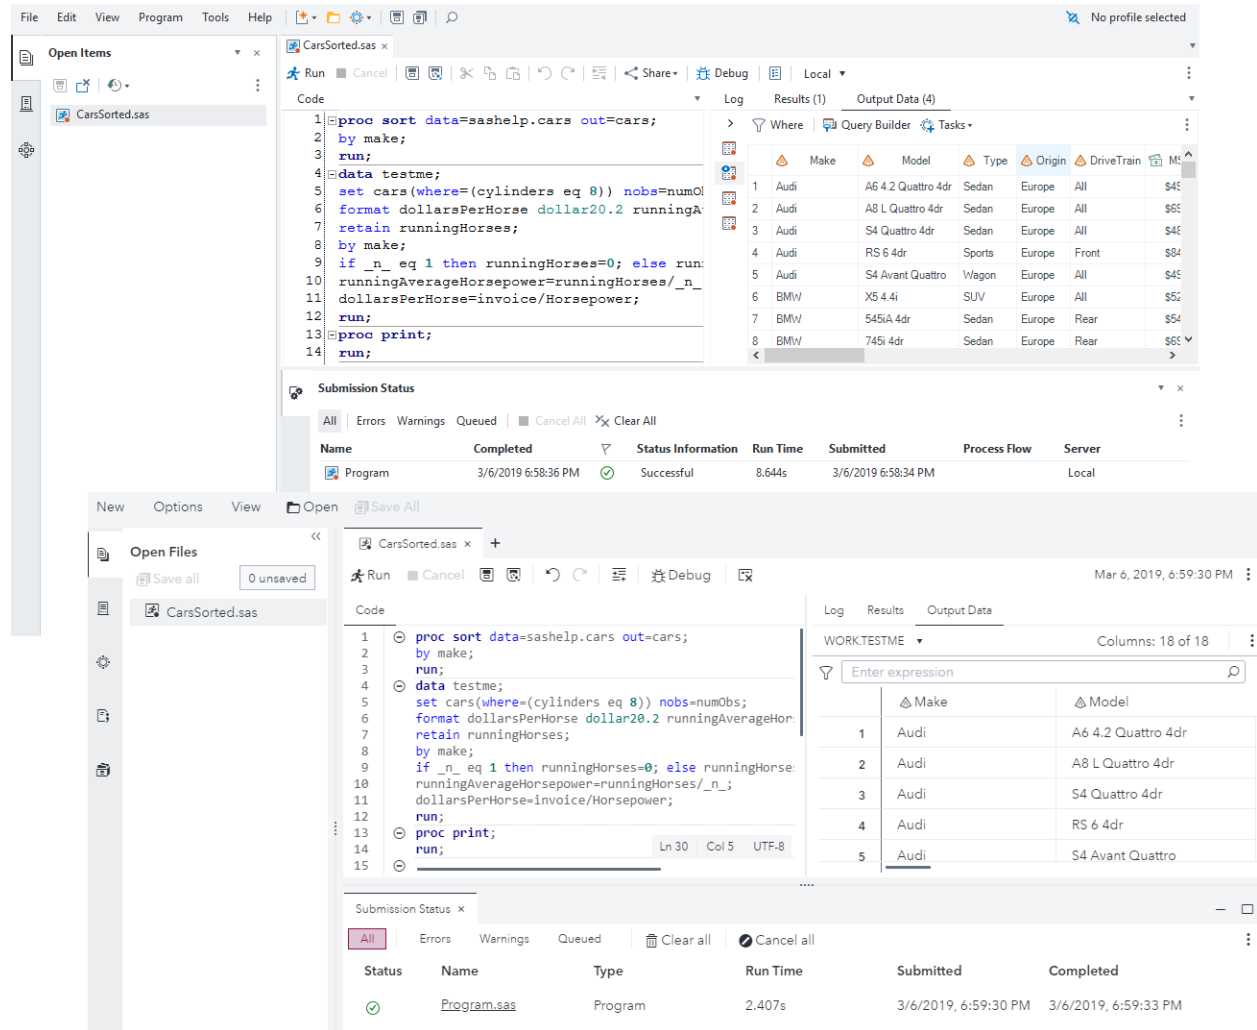 File Edit View Program Tools Help No profile selected
Open Items
CarsSorted.sas
CarsSorted.sas
Run Cancel Share Debug Local
Code
1 proc sort data=sashelp.cars out=cars;
2 by make;
3 run;
4 data testme;
5 set cars(where=(cylinders eq 8)) nobs=numOb
6 format dollarsPerHorse dollar20.2 runningAv
7 retain runningHorses;
8 by make;
9 if _n_ eq 1 then runningHorses=0; else runn
10 runningAverageHorsepower=runningHorses/_n_
11 dollarsPerHorse=invoice/Horsepower;
12 run;
13 proc print;
14 run;
Log Results (1) Output Data (4)
Where Query Builder Tasks
Make Model Type Origin DriveTrain MS
1 Audi A6 4.2 Quattro 4dr Sedan Europe All $49
2 Audi A8 L Quattro 4dr Sedan Europe All $69
3 Audi S4 Quattro 4dr Sedan Europe All $48
4 Audi RS 6 4dr Sports Europe Front $84
5 Audi S4 Avant Quattro Wagon Europe All $49
6 BMW X5 4.4i SUV Europe All $52
7 BMW 545iA 4dr Sedan Europe Rear $54
8 BMW 745i 4dr Sedan Europe Rear $69
Submission Status
All Errors Warnings Queued Cancel All Clear All
Name Completed Status Information Run Time Submitted Process Flow Server
Program 3/6/2019 6:58:36 PM Successful 8.644s 3/6/2019 6:58:34 PM Local
New Options View Open Save All
Open Files
Save all 0 unsaved
CarsSorted.sas
CarsSorted.sas
Run Cancel Debug Mar 6, 2019, 6:59:30 PM
Code
1 proc sort data=sashelp.cars out=cars;
2 by make;
3 run;
4 data testme;
5 set cars(where=(cylinders eq 8)) nobs=numObs;
6 format dollarsPerHorse dollar20.2 runningAverageHor
7 retain runningHorses;
8 by make;
9 if _n_ eq 1 then runningHorses=0; else runningHorse
10 runningAverageHorsepower=runningHorses/_n_;
11 dollarsPerHorse=invoice/Horsepower;
12 run;
13 proc print;
14 run;
15
Ln 30 Col 5 UTF-8
Log Results Output Data
WORK.TESTME Columns: 18 of 18
Enter expression
Make Model
1 Audi A6 4.2 Quattro 4dr
2 Audi A8 L Quattro 4dr
3 Audi S4 Quattro 4dr
4 Audi RS 6 4dr
5 Audi S4 Avant Quattro
Submission Status
All Errors Warnings Queued Clear all Cancel all
Status Name Type Run Time Submitted Completed
Program.sas Program 2.407s 3/6/2019, 6:59:30 PM 3/6/2019, 6:59:33 PM